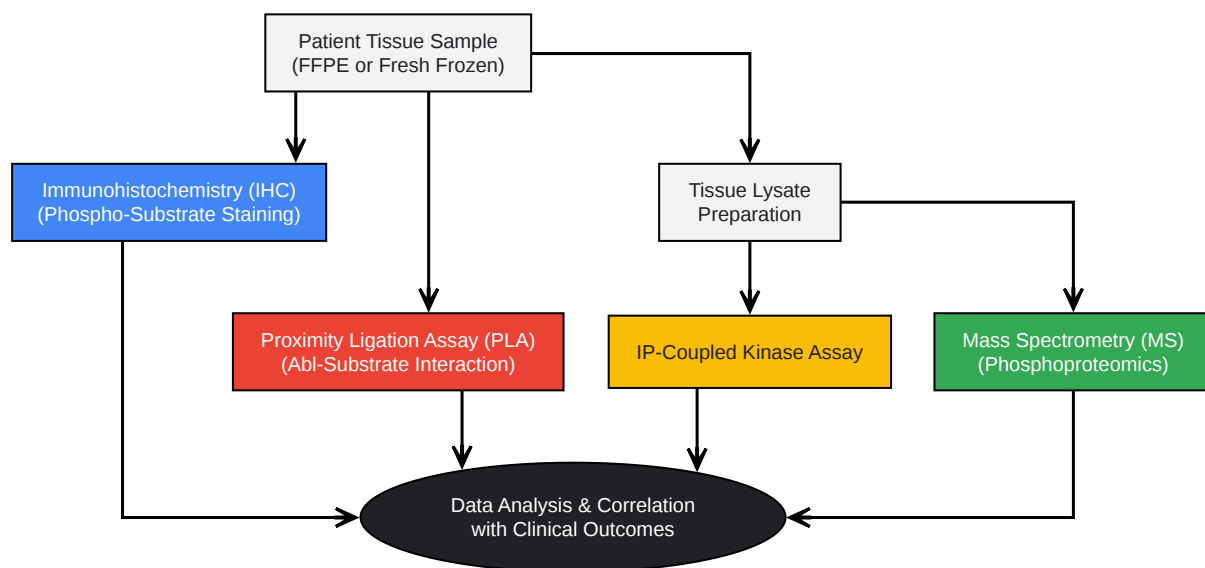 Patient Tissue Sample
(FFPE or Fresh Frozen)
Immunohistochemistry (IHC)
(Phospho-Substrate Staining)
Tissue Lysate
Preparation
Proximity Ligation Assay (PLA)
(Abl-Substrate Interaction)
IP-Coupled Kinase Assay
Mass Spectrometry (MS)
(Phosphoproteomics)
Data Analysis & Correlation
with Clinical Outcomes